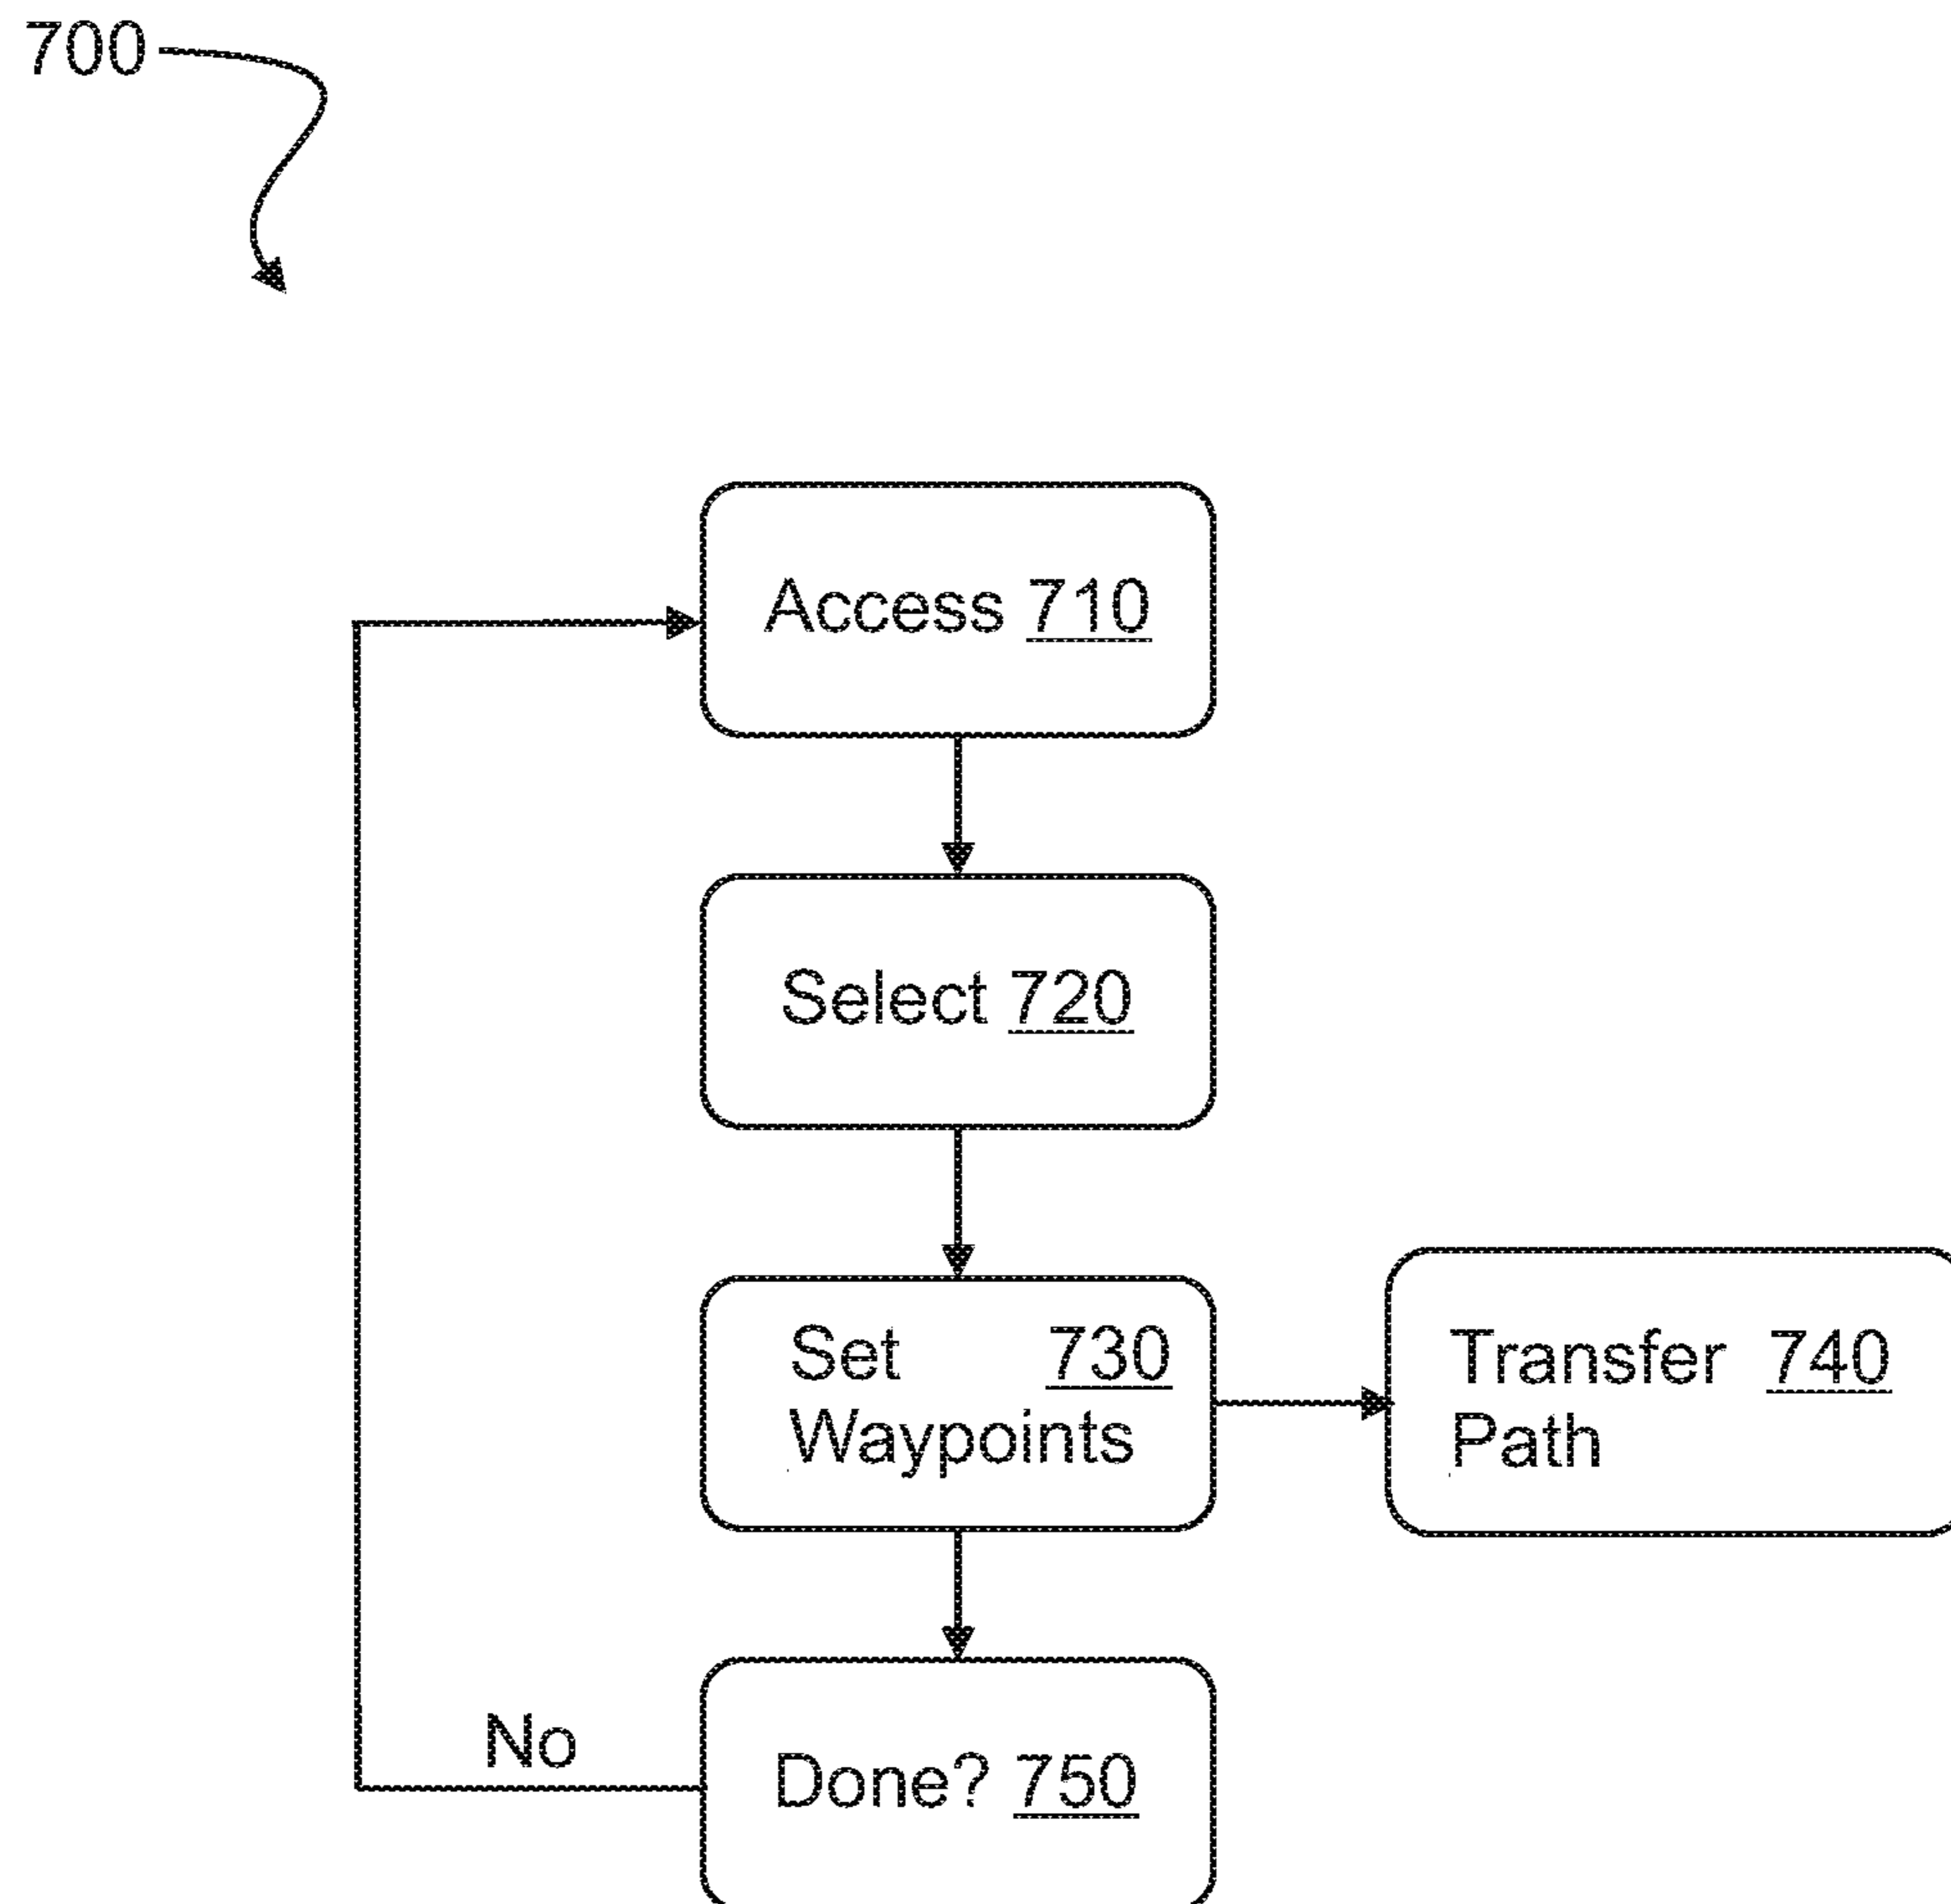 700
Access 710
Select 720
Set 730
Waypoints
Transfer 740
Path
No
Done? 750